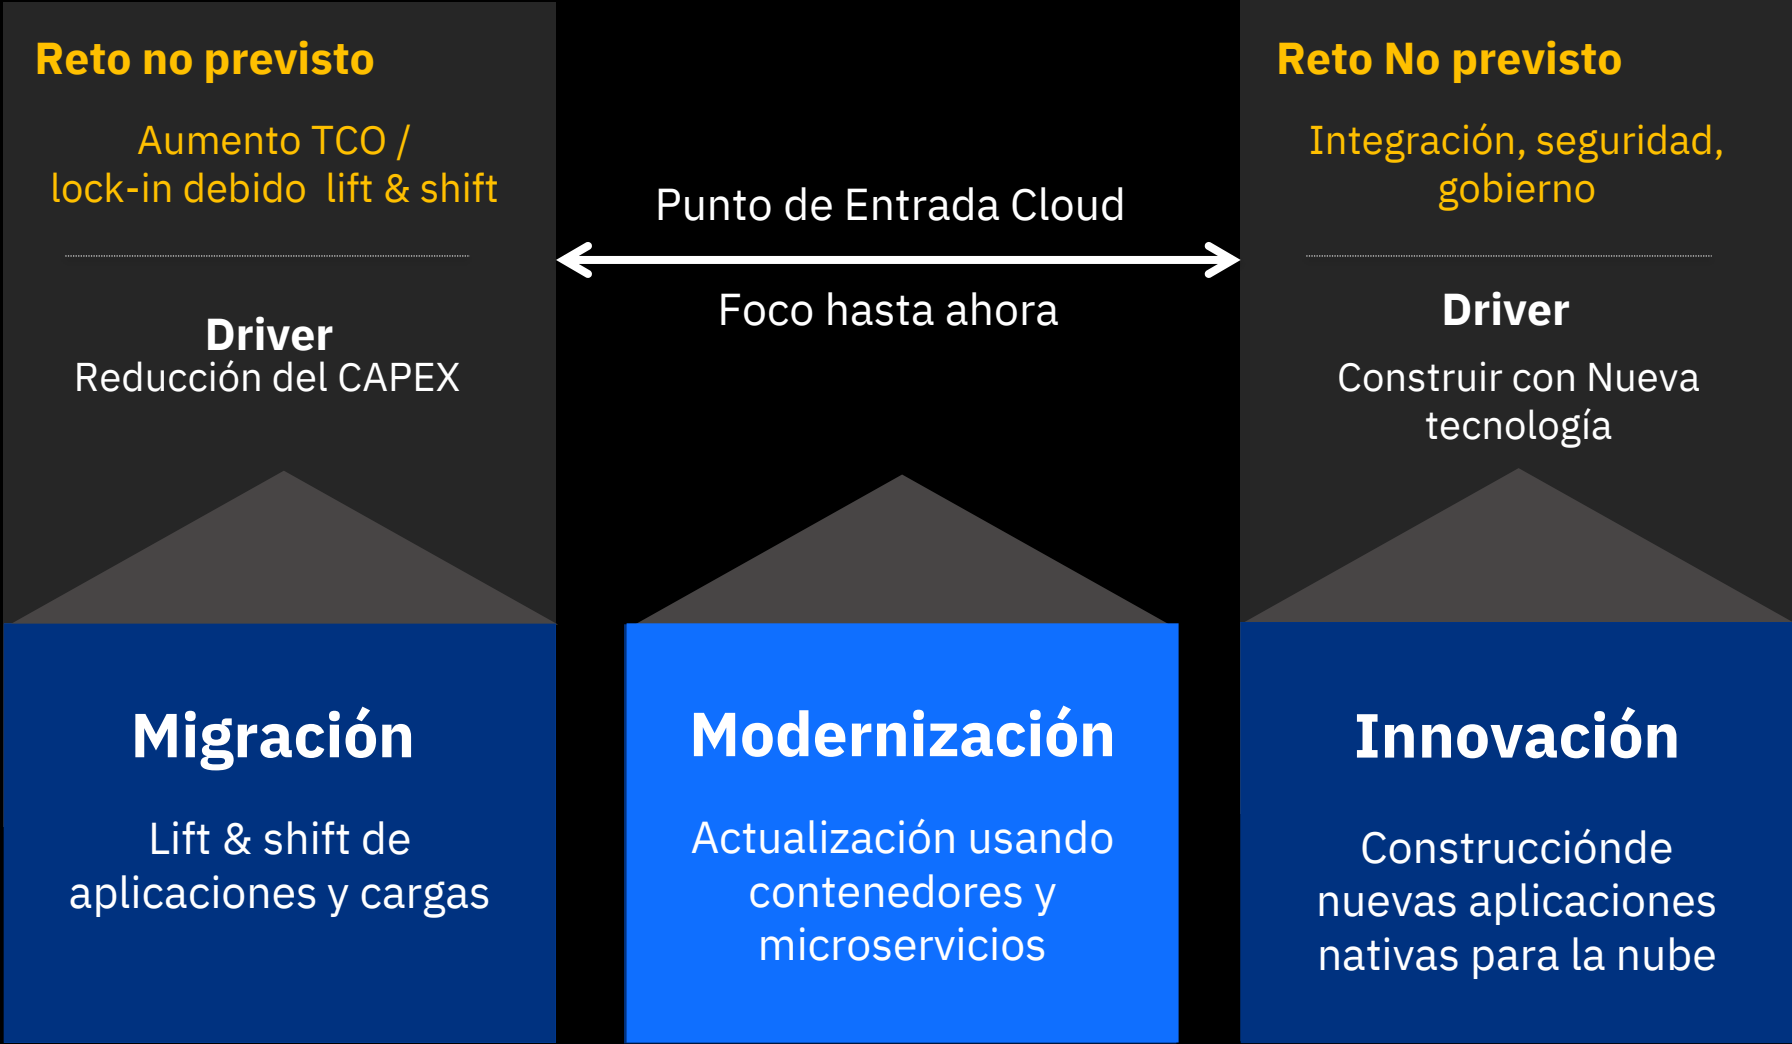 Reto no previsto
Aumento TCO /
lock-in debido  lift & shift
Driver
Reducción del CAPEX
Migración
Lift & shift de
aplicaciones y cargas
Punto de Entrada Cloud
Foco hasta ahora
Modernización
Actualización usando
contenedores y
microservicios
Reto No previsto
Integración, seguridad,
gobierno
Driver
Construir con Nueva
tecnología
Innovación
Construcciónde
nuevas aplicaciones
nativas para la nube